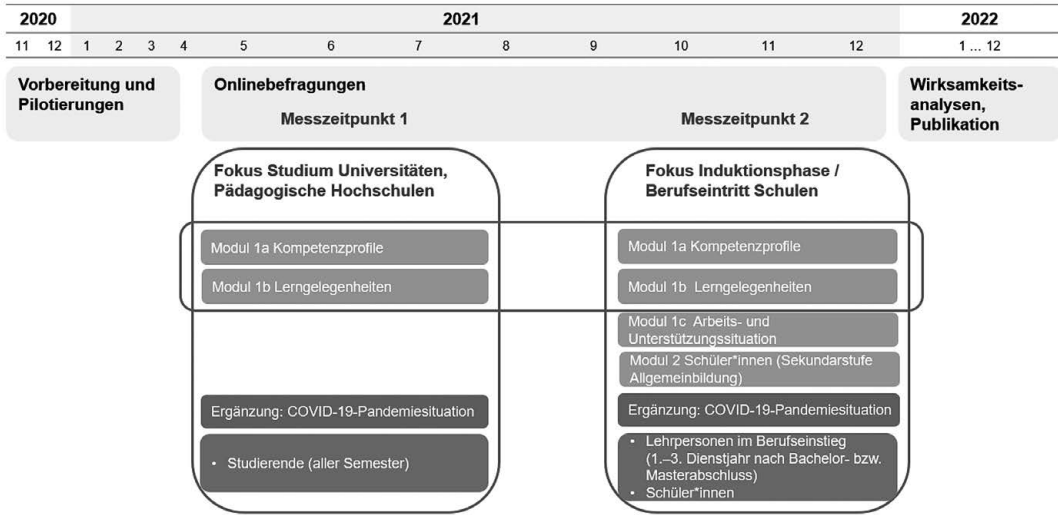 2020 2021 2022
11 12 1 2 3 4 5 6 7 8 9 10 11 12 1 ... 12
Vorbereitung und
Pilotierungen
Onlinebefragungen
Messzeitpunkt 1
Messzeitpunkt 2
Wirksamkeits-
analysen,
Publikation
Fokus Studium Universitäten,
Pädagogische Hochschulen
Modul 1a Kompetenzprofile
Modul 1b Lerngelegenheiten
Ergänzung: COVID-19-Pandemiesituation
• Studierende (aller Semester)
Fokus Induktionsphase /
Berufseintritt Schulen
Modul 1a Kompetenzprofile
Modul 1b Lerngelegenheiten
Modul 1c Arbeits- und
Unterstützungssituation
Modul 2 Schüler*innen (Sekundarstufe
Allgemeinbildung)
Ergänzung: COVID-19-Pandemiesituation
• Lehrpersonen im Berufseinstieg
(1.–3. Dienstjahr nach Bachelor- bzw.
Masterabschluss)
• Schüler*innen